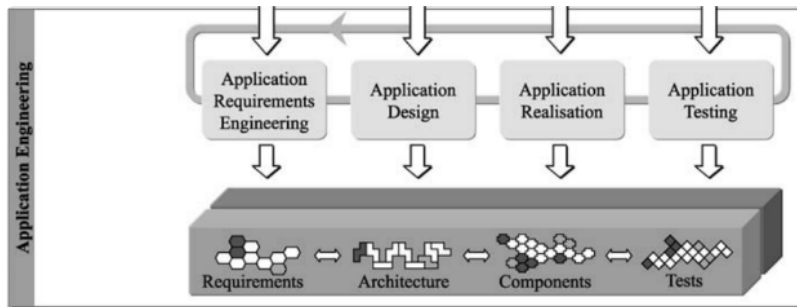 Application Engineering
Application
Requirements
Engineering
Application
Design
Application
Realisation
Application
Testing
Requirements
Architecture
Components
Tests